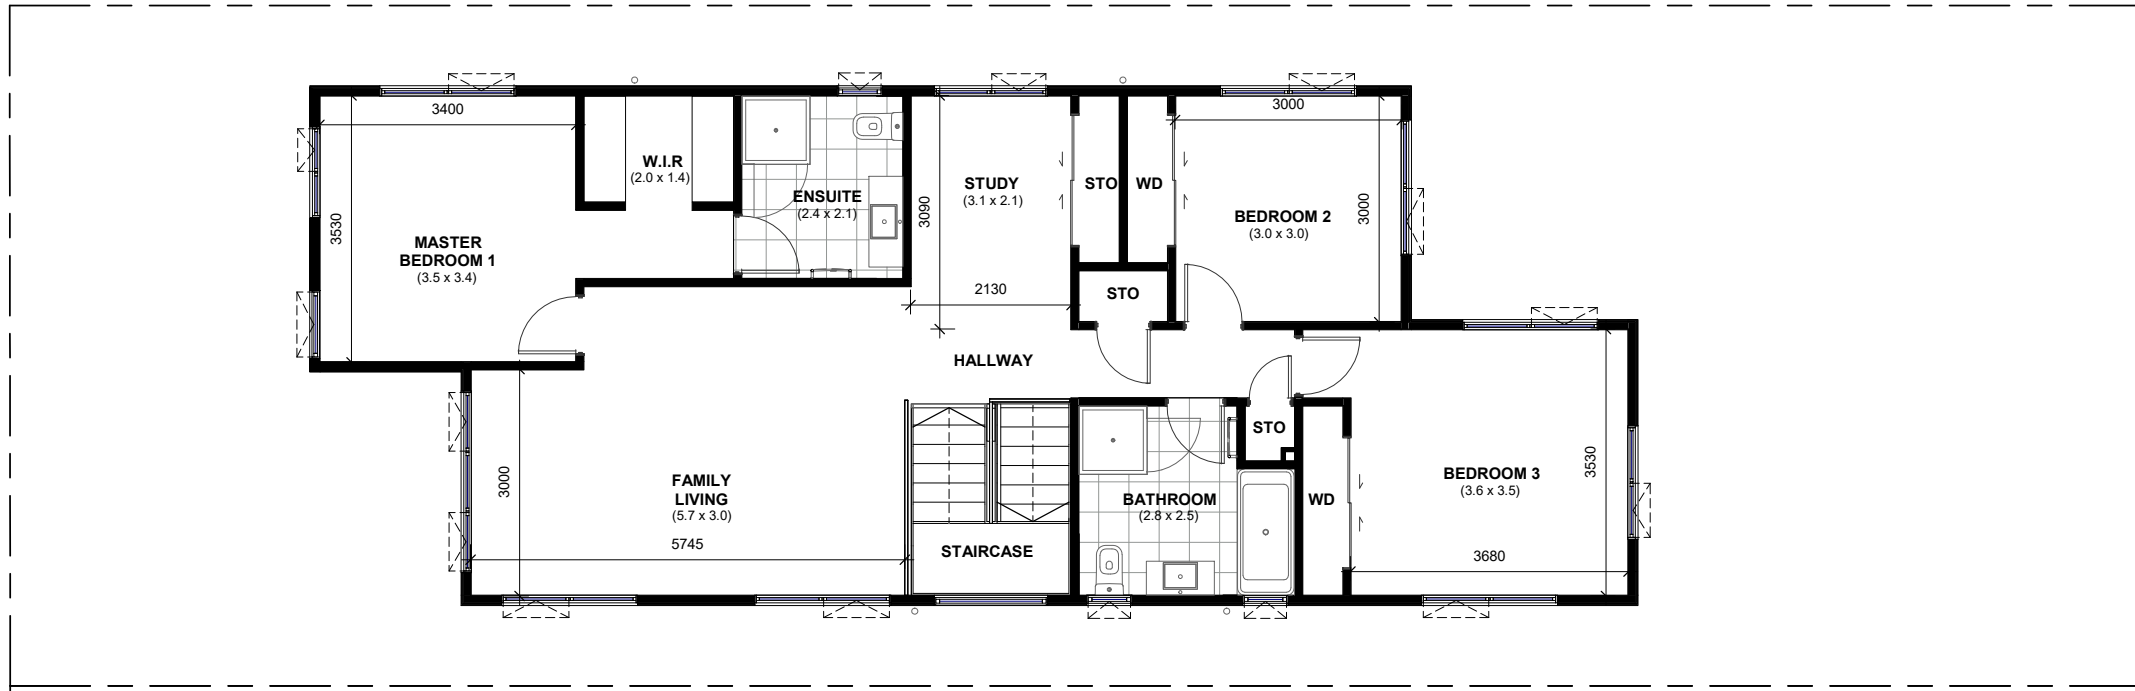 3400
3530
MASTER
BEDROOM 1
(3.5 x 3.4)
W.I.R
(2.0 x 1.4)
ENSUITE
(2.4 x 2.1)
3090
STUDY
(3.1 x 2.1)
2130
STO
WD
STO
3000
3000
BEDROOM 2
(3.0 x 3.0)
HALLWAY
3000
FAMILY
LIVING
(5.7 x 3.0)
5745
STAIRCASE
BATHROOM
(2.8 x 2.5)
STO
WD
BEDROOM 3
(3.6 x 3.5)
3530
3680